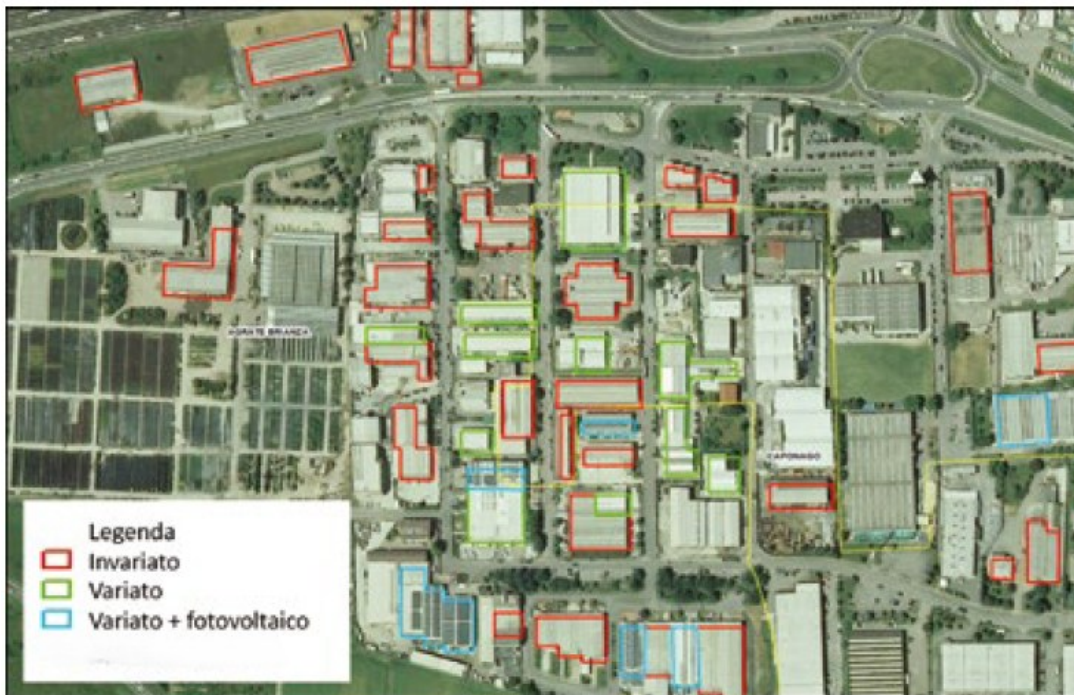 AGRATE BRIANZA
CAPONAGO
Legenda
Invariato
Variato
Variato + fotovoltaico